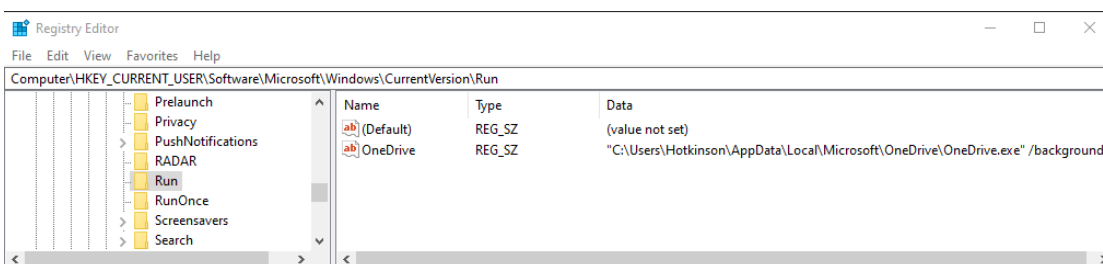 Registry Editor
File Edit View Favorites Help
Computer\HKEY_CURRENT_USER\Software\Microsoft\Windows\CurrentVersion\Run
Prelaunch
Privacy
PushNotifications
RADAR
Run
RunOnce
Screensavers
Search
Name Type Data
ab (Default) REG_SZ (value not set)
ab OneDrive REG_SZ "C:\Users\Hotkinson\AppData\Local\Microsoft\OneDrive\OneDrive.exe" /background